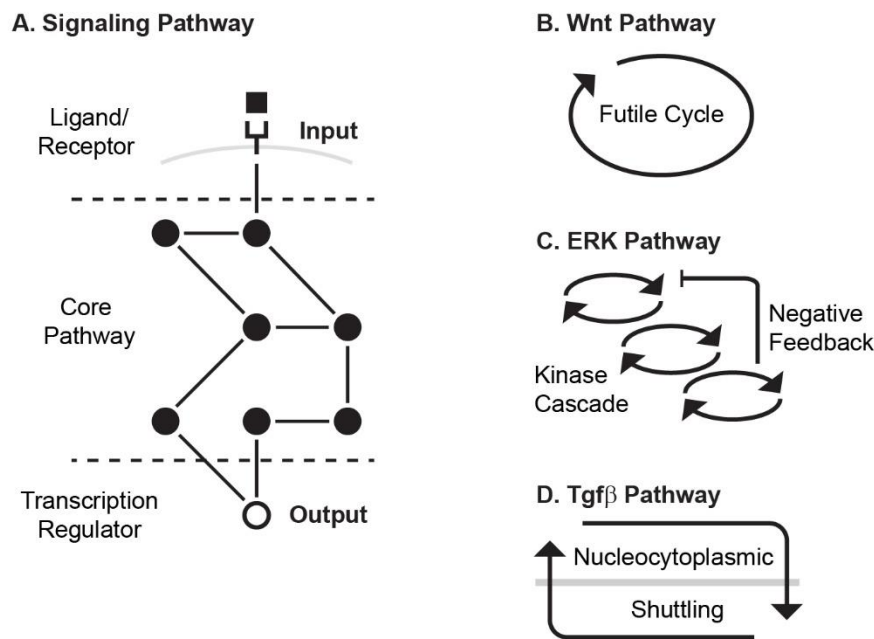 A. Signaling Pathway
Ligand/
Receptor
Input
Core
Pathway
Transcription
Regulator
Output
B. Wnt Pathway
Futile Cycle
C. ERK Pathway
Negative
Feedback
Kinase
Cascade
D. Tgfβ Pathway
Nucleocytoplasmic
Shuttling